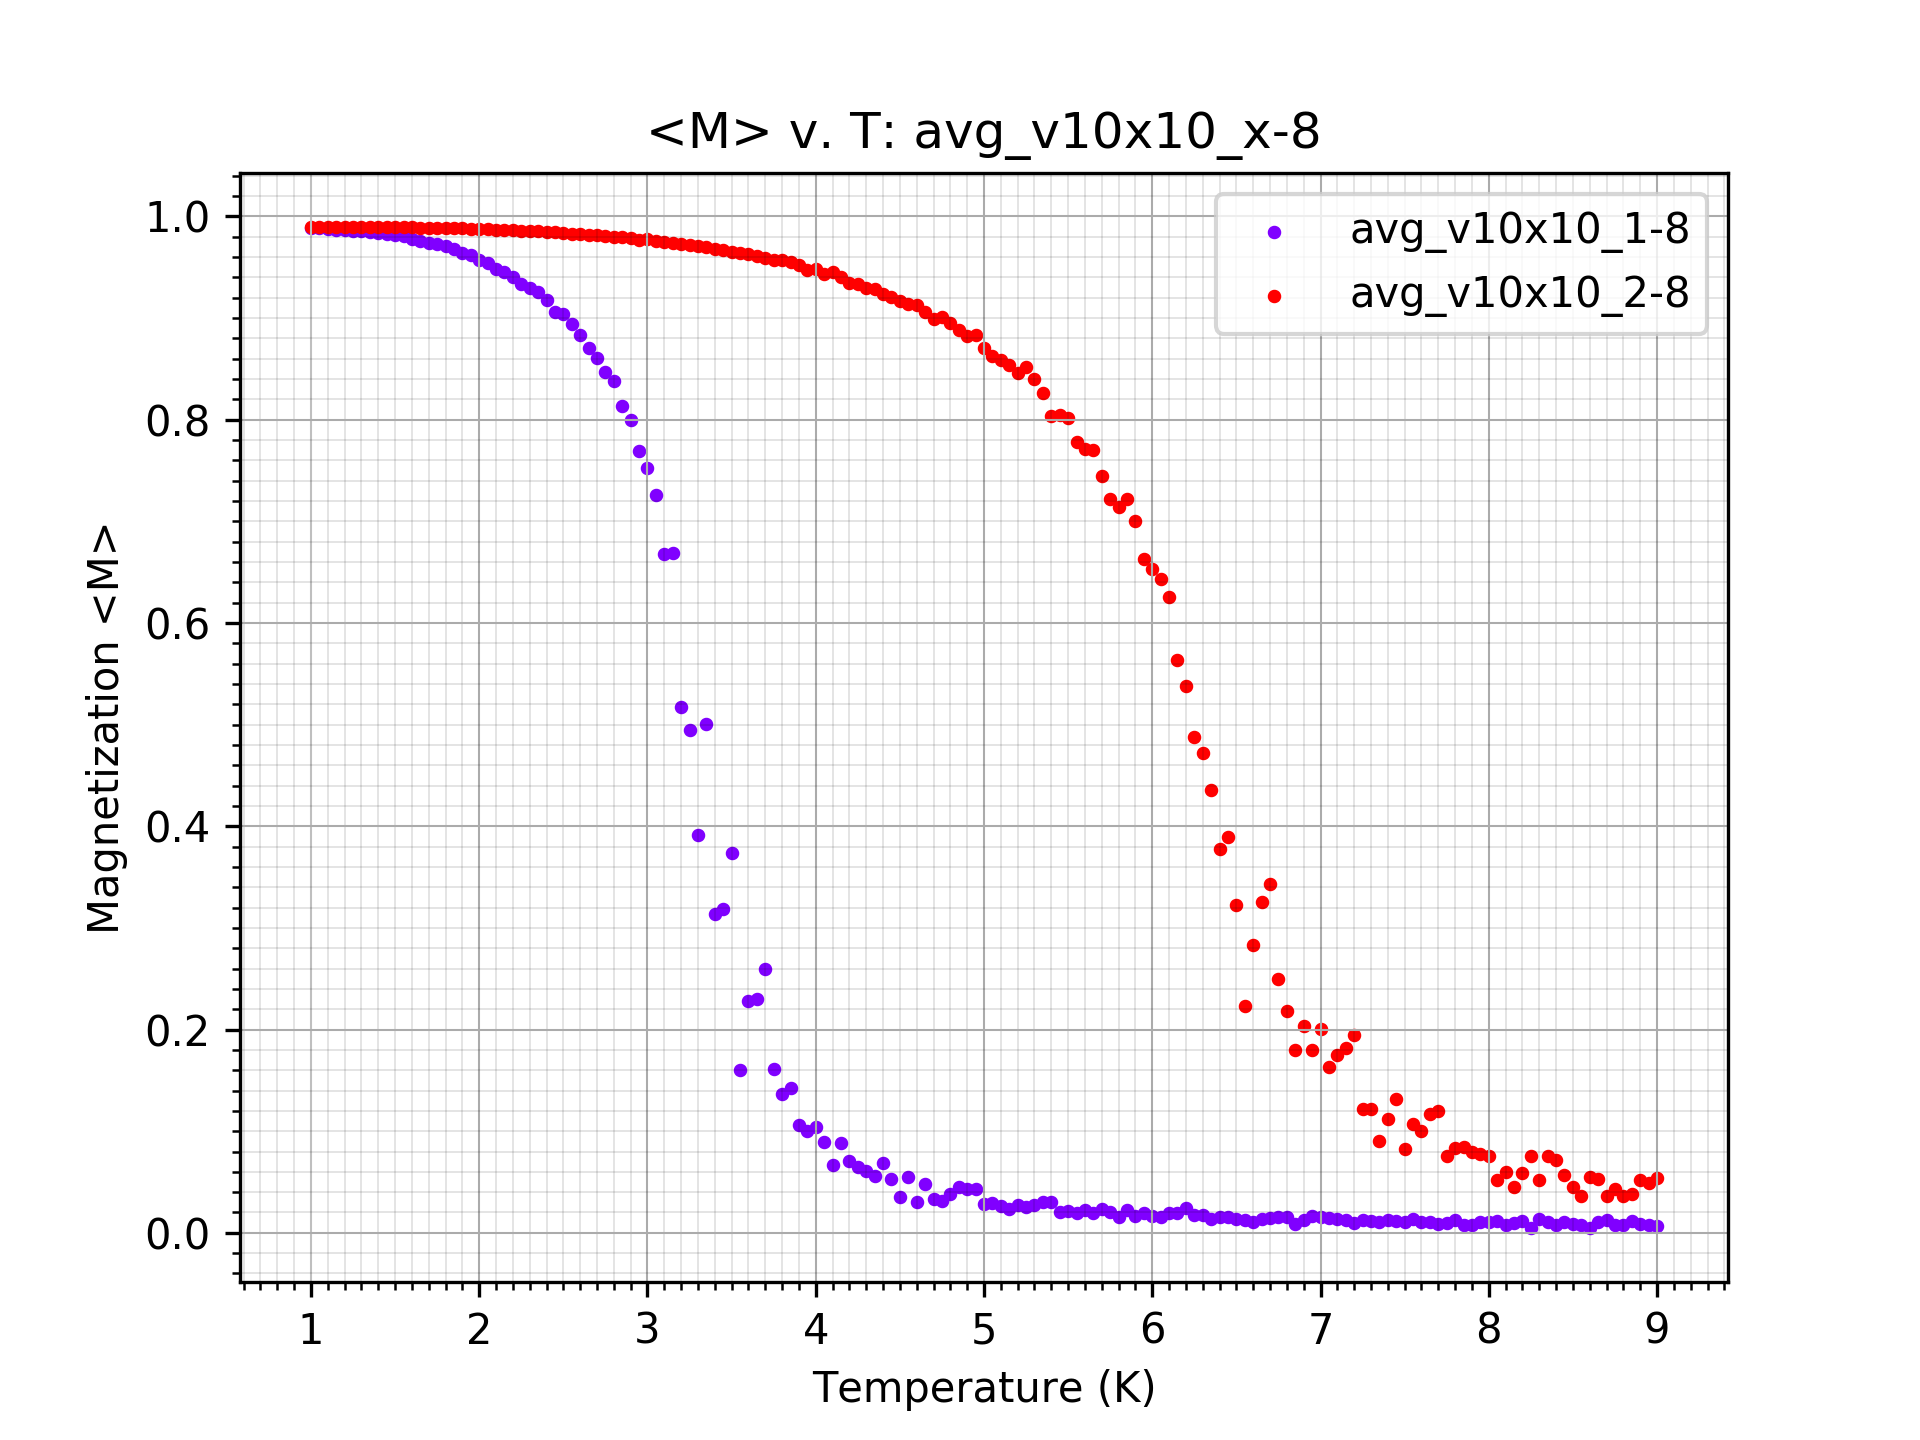 <M> v. T: avg_v10x10_x-8
avg_v10x10_1-8
avg_v10x10_2-8
Magnetization <M>
1.0
0.8
0.6
0.4
0.2
0.0
1 2 3 4 5 6 7 8 9
Temperature (K)